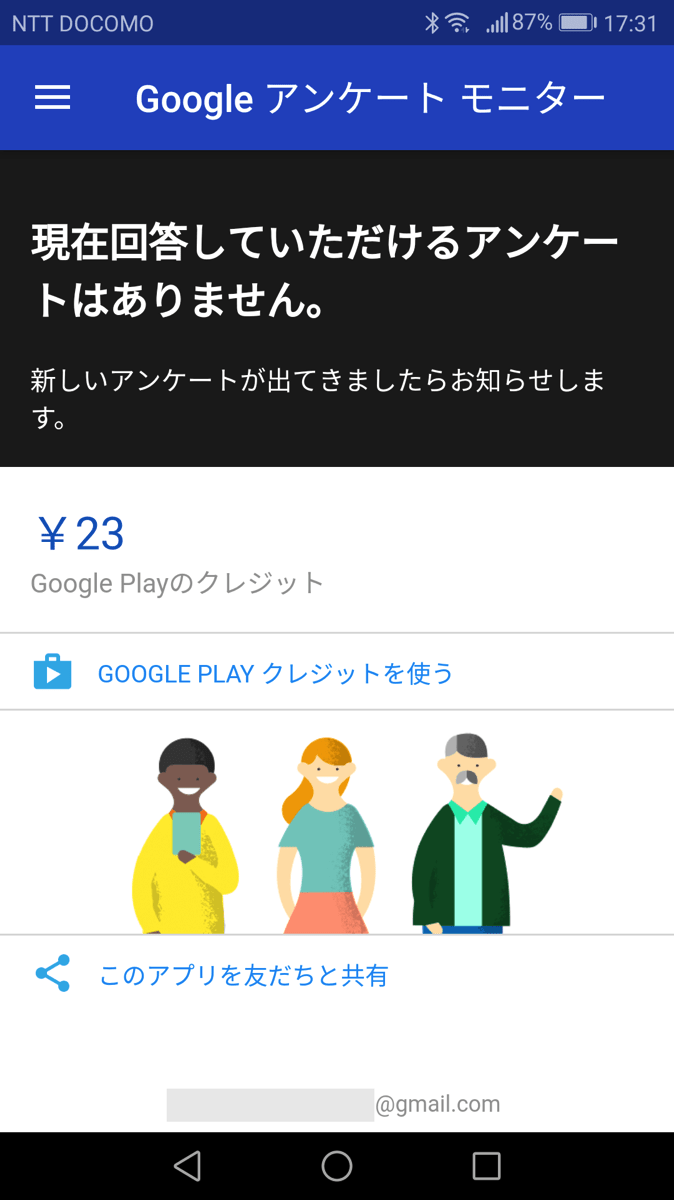 NTT DOCOMO 87% 17:31
Google アンケート モニター
現在回答していただけるアンケー
トはありません。
新しいアンケートが出てきましたらお知らせしま
す。
￥23
Google Playのクレジット
GOOGLE PLAY クレジットを使う
このアプリを友だちと共有
@gmail.com